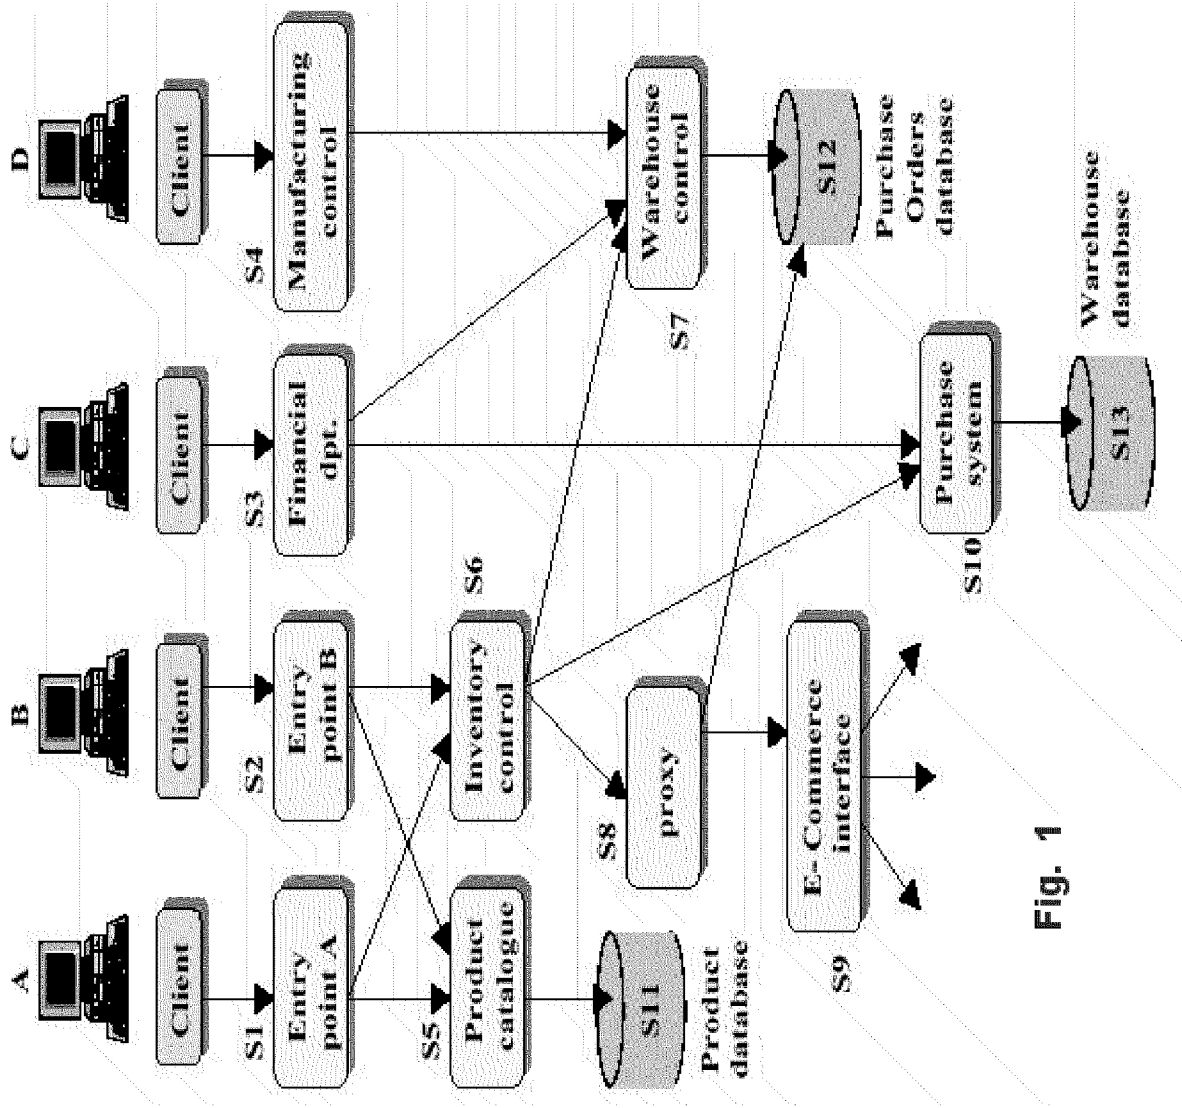 A
B
C
D
Client
Client
Client
Client
S1
S2
S3
S4
Entry
point A
Entry
point B
Financial
dpt.
Manufacturing
control
S5
S6
Product
catalogue
Inventory
control
S8
S7
S11
proxy
Warehouse
control
Product
database
S12
S9
E- Commerce
interface
Purchase
Orders
database
S10
Purchase
system
S13
Warehouse
database
Fig. 1